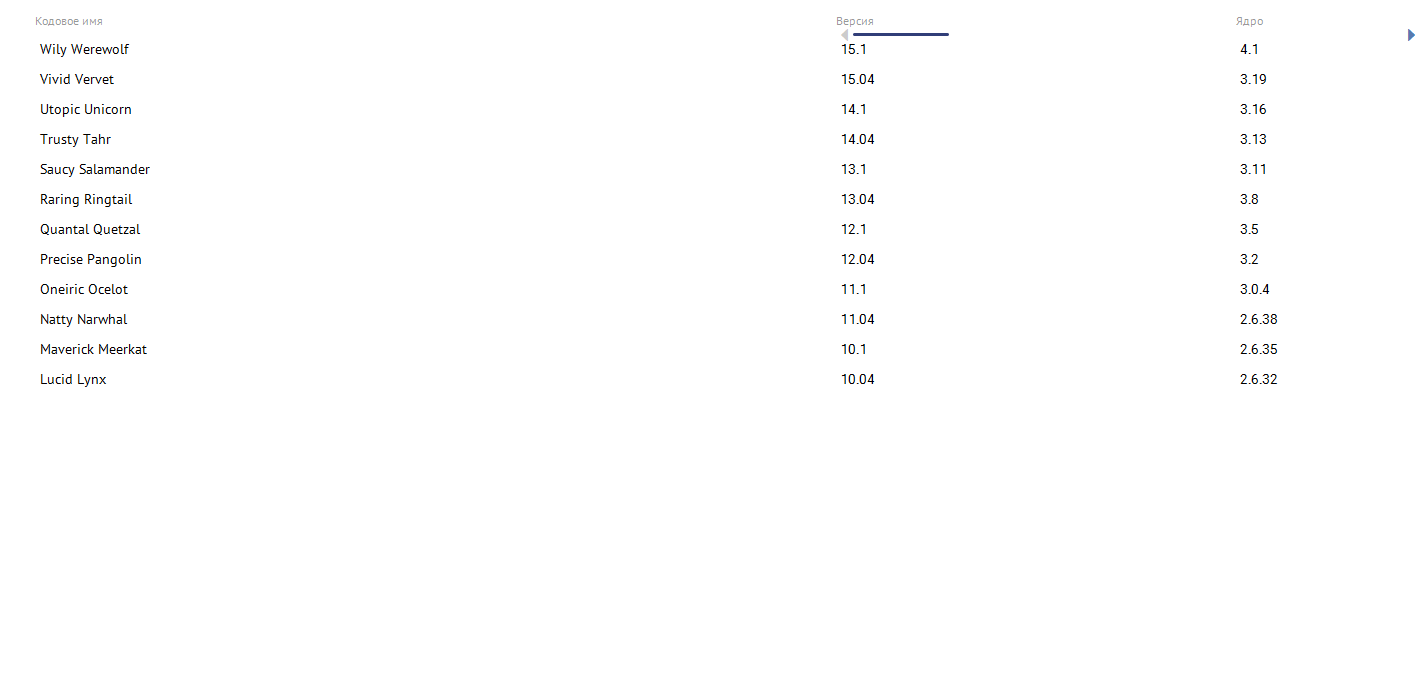 Кодовое имя Версия Ядро
Wily Werewolf 15.1 4.1
Vivid Vervet 15.04 3.19
Utopic Unicorn 14.1 3.16
Trusty Tahr 14.04 3.13
Saucy Salamander 13.1 3.11
Raring Ringtail 13.04 3.8
Quantal Quetzal 12.1 3.5
Precise Pangolin 12.04 3.2
Oneiric Ocelot 11.1 3.0.4
Natty Narwhal 11.04 2.6.38
Maverick Meerkat 10.1 2.6.35
Lucid Lynx 10.04 2.6.32